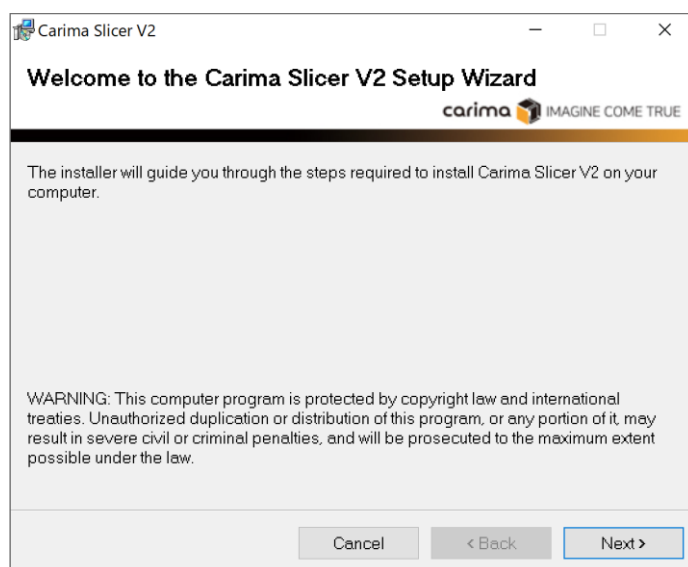 Carima Slicer V2
Welcome to the Carima Slicer V2 Setup Wizard
carima IMAGINE COME TRUE
The installer will guide you through the steps required to install Carima Slicer V2 on your
computer.
WARNING: This computer program is protected by copyright law and international
treaties. Unauthorized duplication or distribution of this program, or any portion of it, may
result in severe civil or criminal penalties, and will be prosecuted to the maximum extent
possible under the law.
Cancel < Back Next >